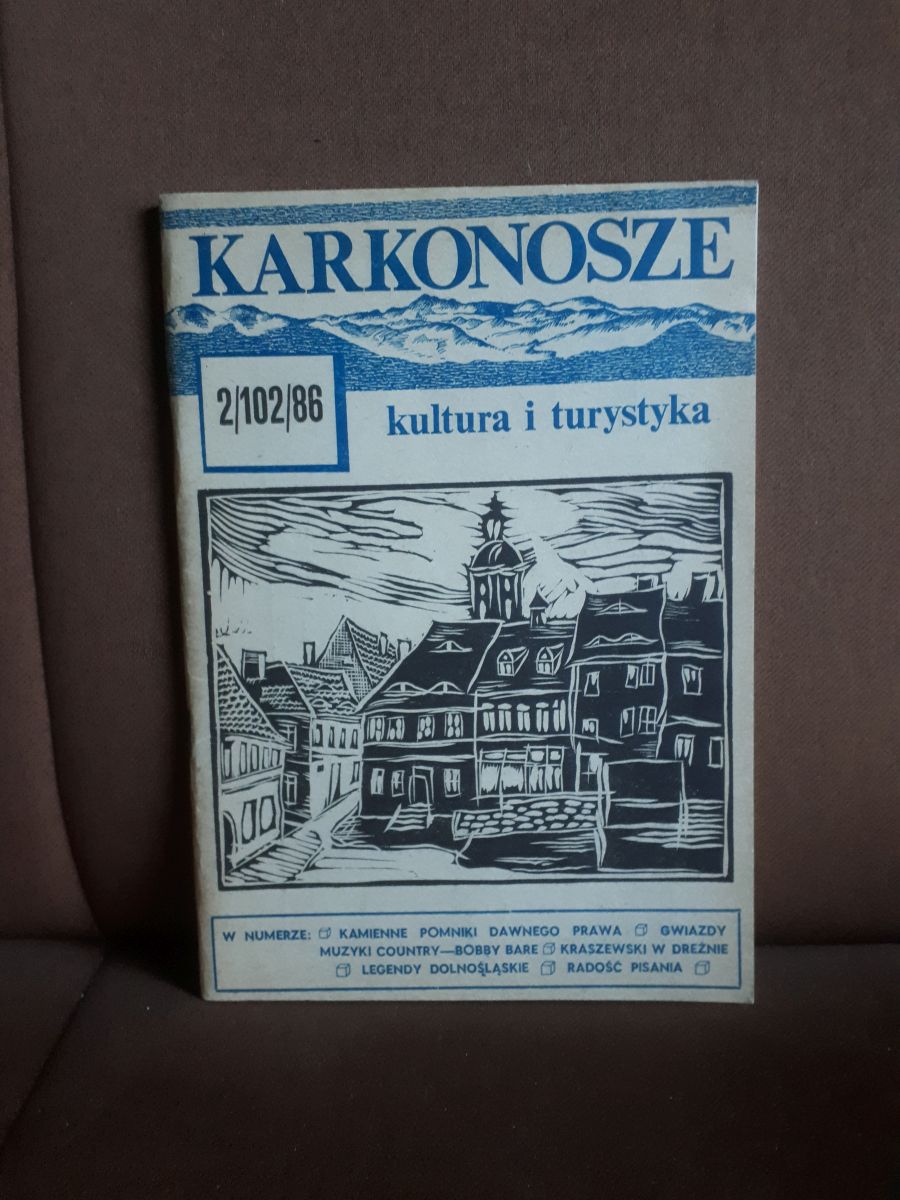 KARKONOSZE
2/102/86
kultura i turystyka
W NUMERZE: KAMIENNE POMNIKI DAWNEGO PRAWA GWIAZDY
MUZYKI COUNTRY—BOBBY BARE KRASZEWSKI W DREŹNIE
LEGENDY DOLNOŚLĄSKIE RADOŚĆ PISANIA